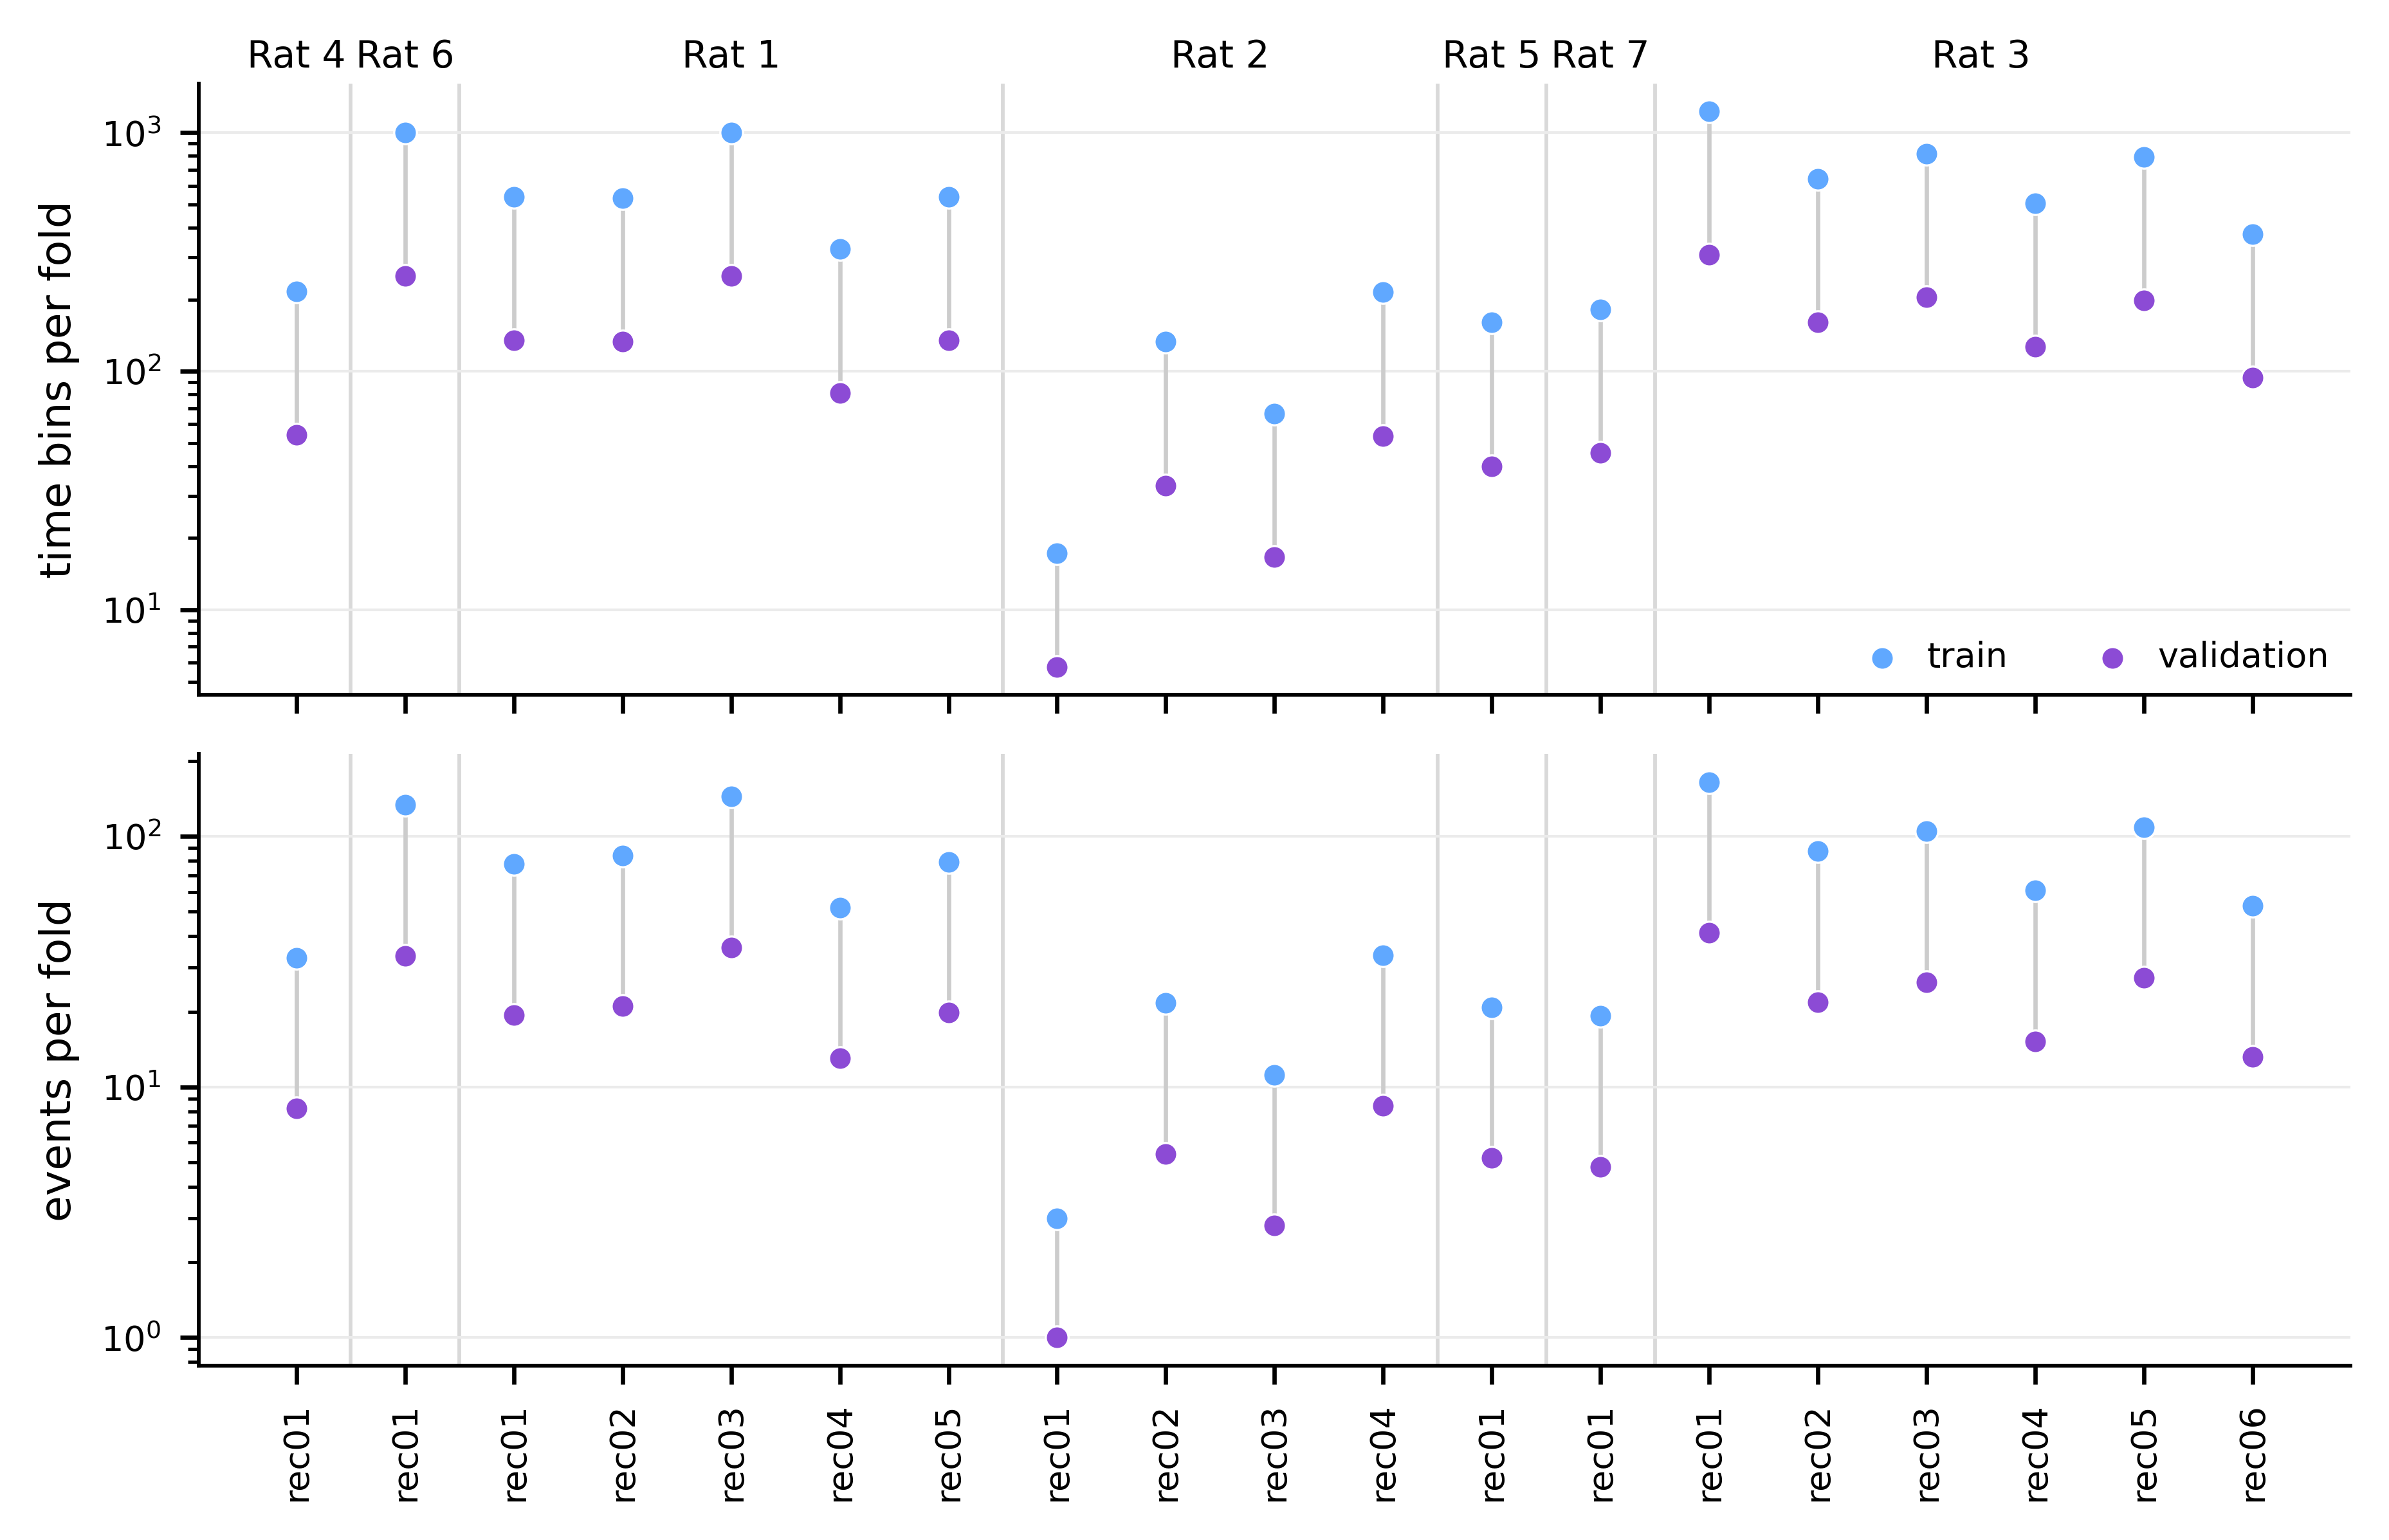 Rat 4 Rat 6 Rat 1 Rat 2 Rat 5 Rat 7 Rat 3
time bins per fold
10³
10²
10¹
train validation
events per fold
10²
10¹
10⁰
rec01 rec01 rec01 rec02 rec03 rec04 rec05 rec01 rec02 rec03 rec04 rec01 rec01 rec01 rec02 rec03 rec04 rec05 rec06